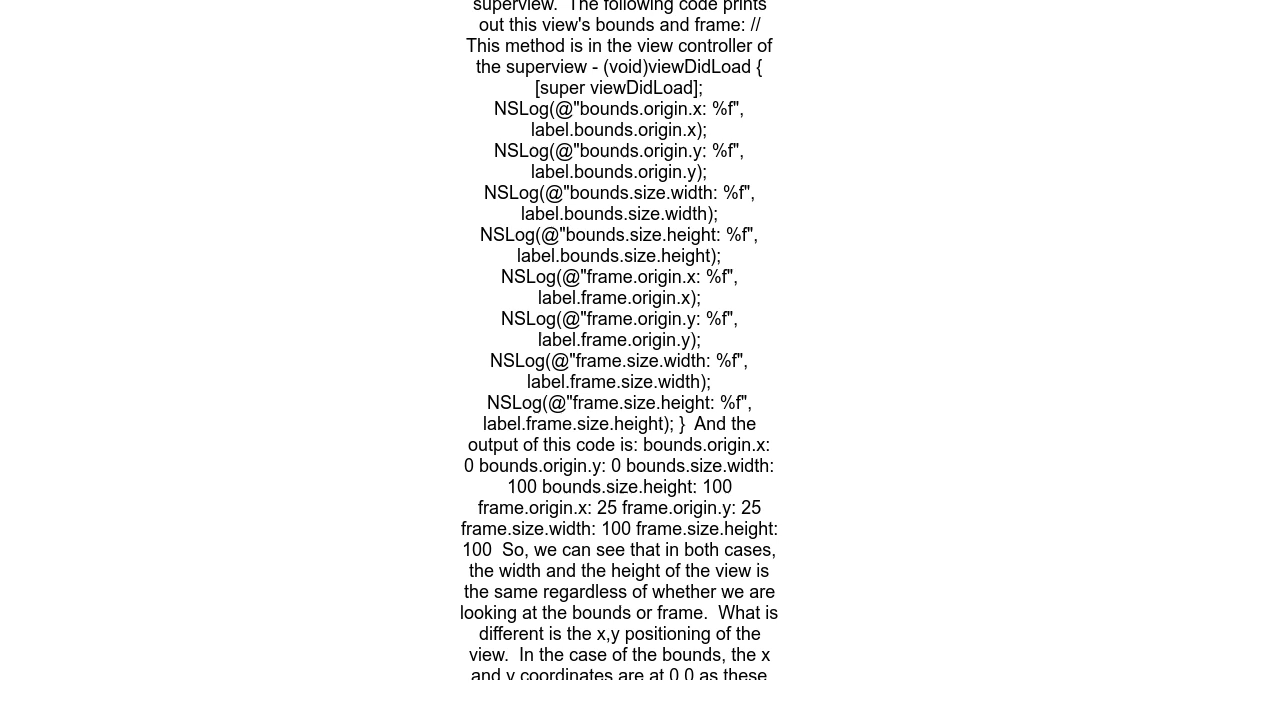 superview.  The following code prints
out this view's bounds and frame: //
This method is in the view controller of
the superview - (void)viewDidLoad {
[super viewDidLoad];
NSLog(@"bounds.origin.x: %f",
label.bounds.origin.x);
NSLog(@"bounds.origin.y: %f",
label.bounds.origin.y);
NSLog(@"bounds.size.width: %f",
label.bounds.size.width);
NSLog(@"bounds.size.height: %f",
label.bounds.size.height);
NSLog(@"frame.origin.x: %f",
label.frame.origin.x);
NSLog(@"frame.origin.y: %f",
label.frame.origin.y);
NSLog(@"frame.size.width: %f",
label.frame.size.width);
NSLog(@"frame.size.height: %f",
label.frame.size.height); }  And the
output of this code is: bounds.origin.x:
0 bounds.origin.y: 0 bounds.size.width:
100 bounds.size.height: 100
frame.origin.x: 25 frame.origin.y: 25
frame.size.width: 100 frame.size.height:
100  So, we can see that in both cases,
the width and the height of the view is
the same regardless of whether we are
looking at the bounds or frame.  What is
different is the x,y positioning of the
view.  In the case of the bounds, the x
and y coordinates are at 0,0 as these